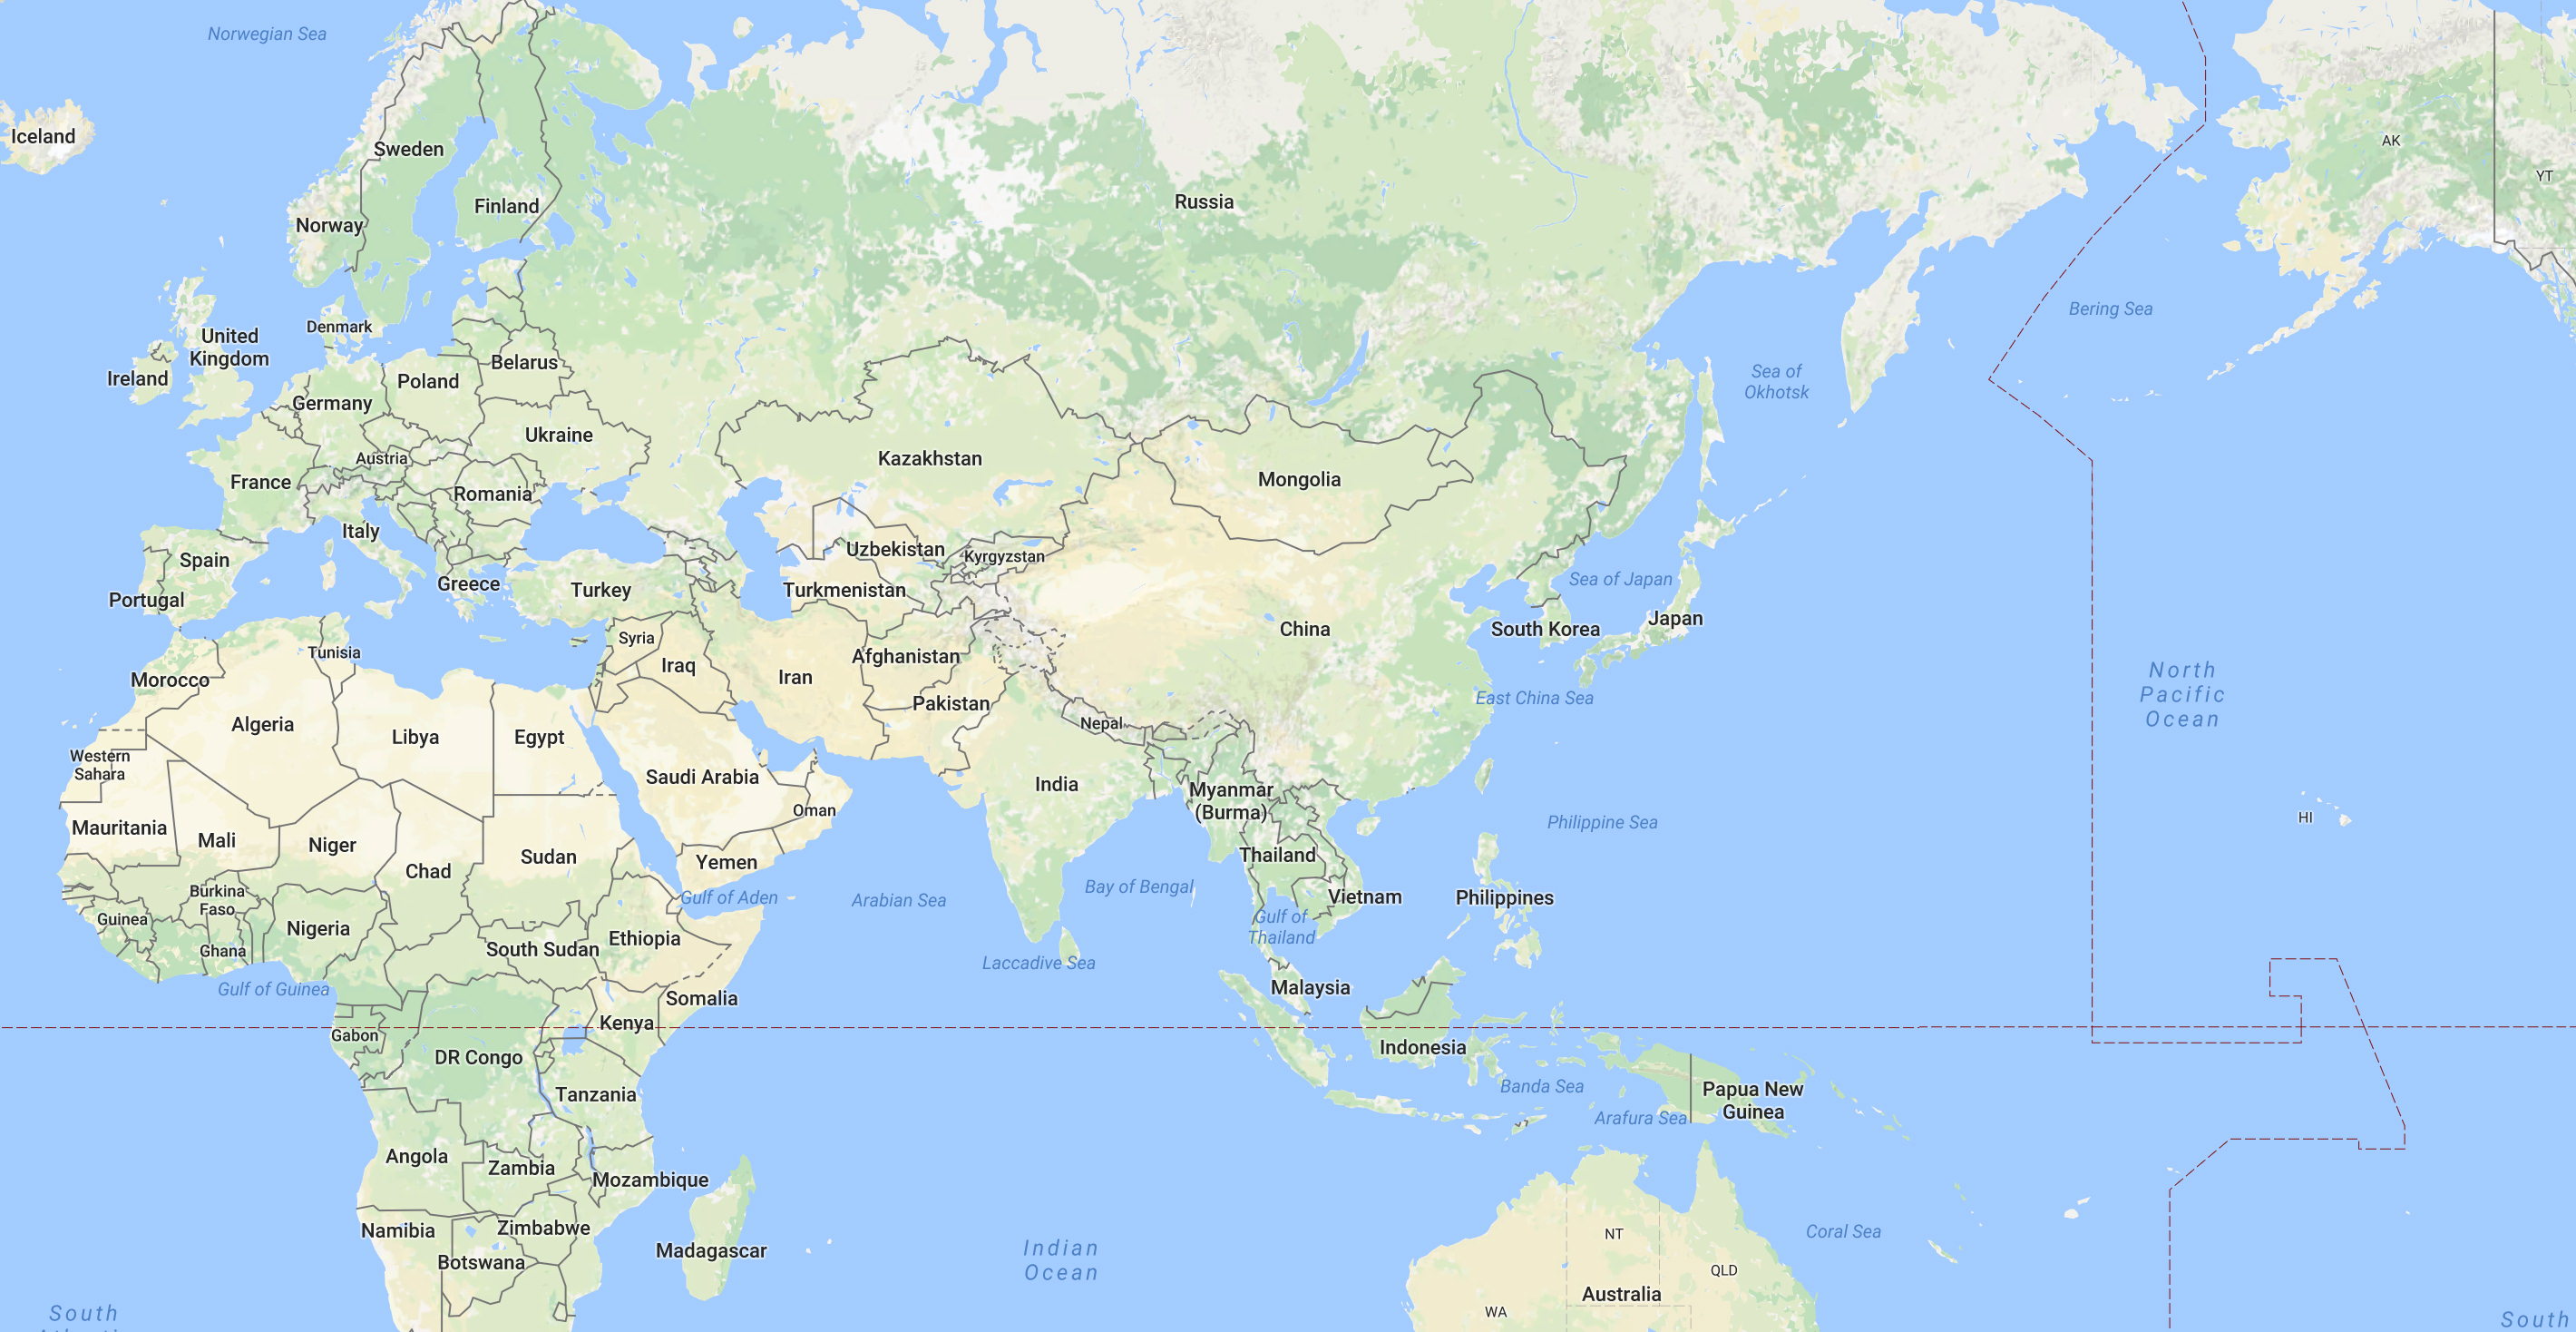 Norwegian Sea
Iceland
Sweden
Finland
Norway
Russia
AK
YT
Bering Sea
Denmark
United
Kingdom
Ireland
Belarus
Poland
Germany
Sea of
Okhotsk
Ukraine
Austria
France
Romania
Kazakhstan
Mongolia
Italy
Spain
Uzbekistan
Kyrgyzstan
Greece
Turkey
Turkmenistan
Portugal
Sea of Japan
Japan
South Korea
China
Syria
Tunisia
Iraq
Afghanistan
Iran
Morocco
Pakistan
East China Sea
North
Pacific
Ocean
Algeria
Libya
Egypt
Nepal
Western
Sahara
Saudi Arabia
India
Myanmar
(Burma)
Oman
HI
Philippine Sea
Mauritania
Mali
Niger
Chad
Sudan
Yemen
Thailand
Burkina
Faso
Gulf of Aden
Arabian Sea
Bay of Bengal
Vietnam
Philippines
Gulf of
Thailand
Guinea
Ghana
Nigeria
South Sudan
Ethiopia
Laccadive Sea
Malaysia
Gulf of Guinea
Somalia
Kenya
Gabon
DR Congo
Indonesia
Tanzania
Banda Sea
Papua New
Guinea
Arafura Sea
Angola
Zambia
Mozambique
Namibia
Zimbabwe
Botswana
Madagascar
Indian
Ocean
NT
Coral Sea
QLD
Australia
WA
South
South